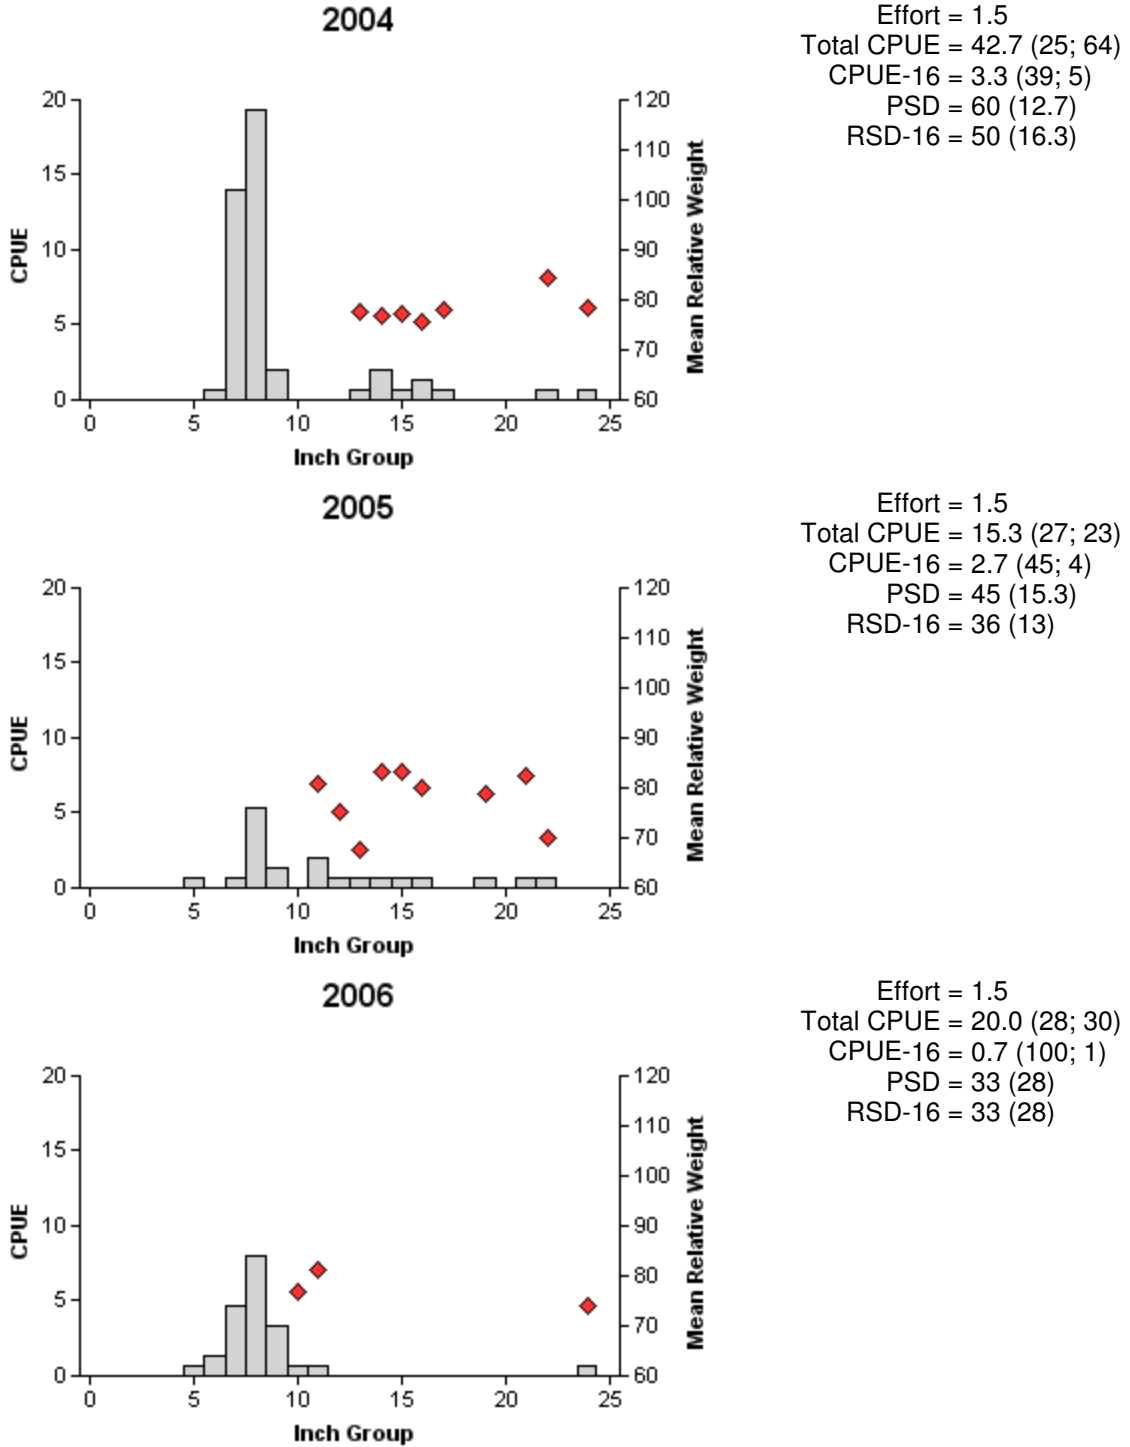 2004
Effort = 1.5
Total CPUE = 42.7 (25; 64)
CPUE-16 = 3.3 (39; 5)
PSD = 60 (12.7)
RSD-16 = 50 (16.3)
20
15
10
5
0
CPUE
120
110
100
90
80
70
60
Mean Relative Weight
0 5 10 15 20 25
Inch Group
2005
Effort = 1.5
Total CPUE = 15.3 (27; 23)
CPUE-16 = 2.7 (45; 4)
PSD = 45 (15.3)
RSD-16 = 36 (13)
20
15
10
5
0
CPUE
120
110
100
90
80
70
60
Mean Relative Weight
0 5 10 15 20 25
Inch Group
2006
Effort = 1.5
Total CPUE = 20.0 (28; 30)
CPUE-16 = 0.7 (100; 1)
PSD = 33 (28)
RSD-16 = 33 (28)
20
15
10
5
0
CPUE
120
110
100
90
80
70
60
Mean Relative Weight
0 5 10 15 20 25
Inch Group